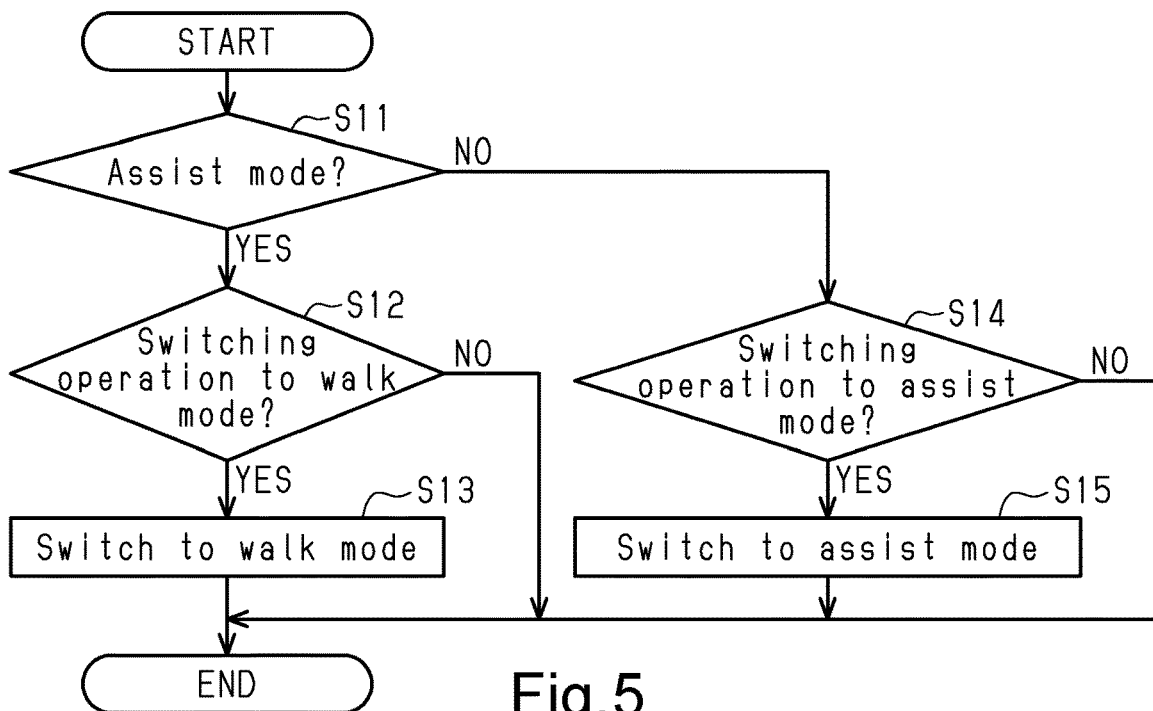 START
S11
Assist mode?
NO
YES
S12
Switching
operation to walk
mode?
NO
YES
S13
Switch to walk mode
S14
Switching
operation to assist
mode?
NO
YES
S15
Switch to assist mode
END
Fig.5